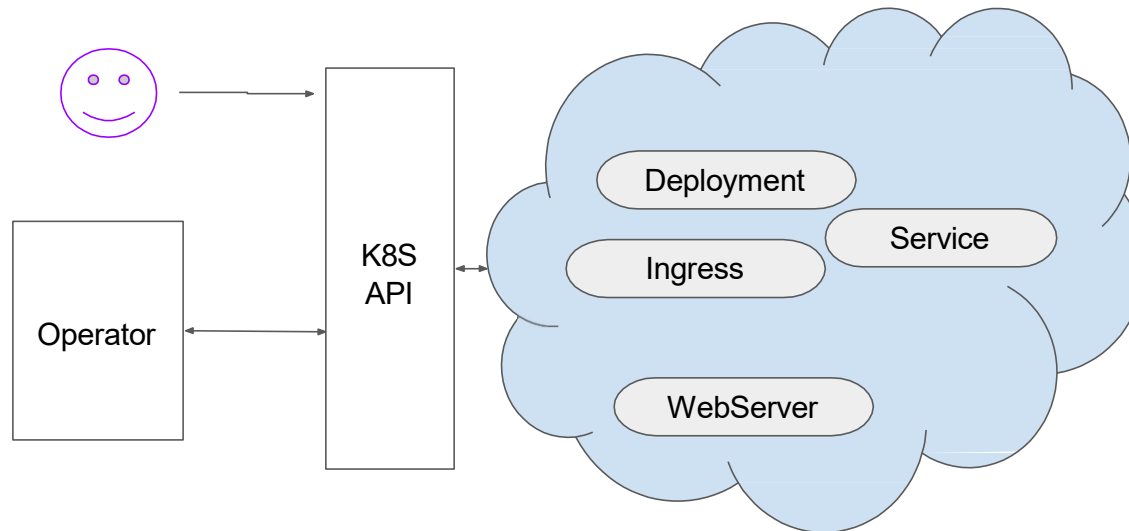 Deployment
Service
K8S
API
Ingress
Operator
WebServer